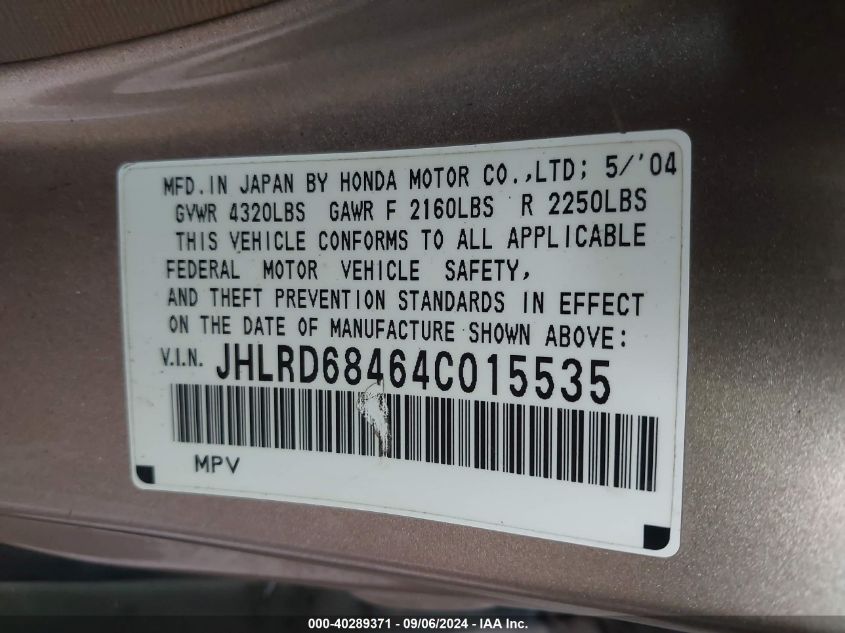 MFD.IN JAPAN BY HONDA MOTOR CO.,LTD; 5/'04
GVWR 4320LBS GAWR F 2160LBS R 2250LBS
THIS VEHICLE CONFORMS TO ALL APPLICABLE
FEDERAL MOTOR VEHICLE SAFETY,
AND THEFT PREVENTION STANDARDS IN EFFECT
ON THE DATE OF MANUFACTURE SHOWN ABOVE:
V.I.N. JHLRD68464C015535
MPV
000-40289371 - 09/06/2024 - IAA Inc.